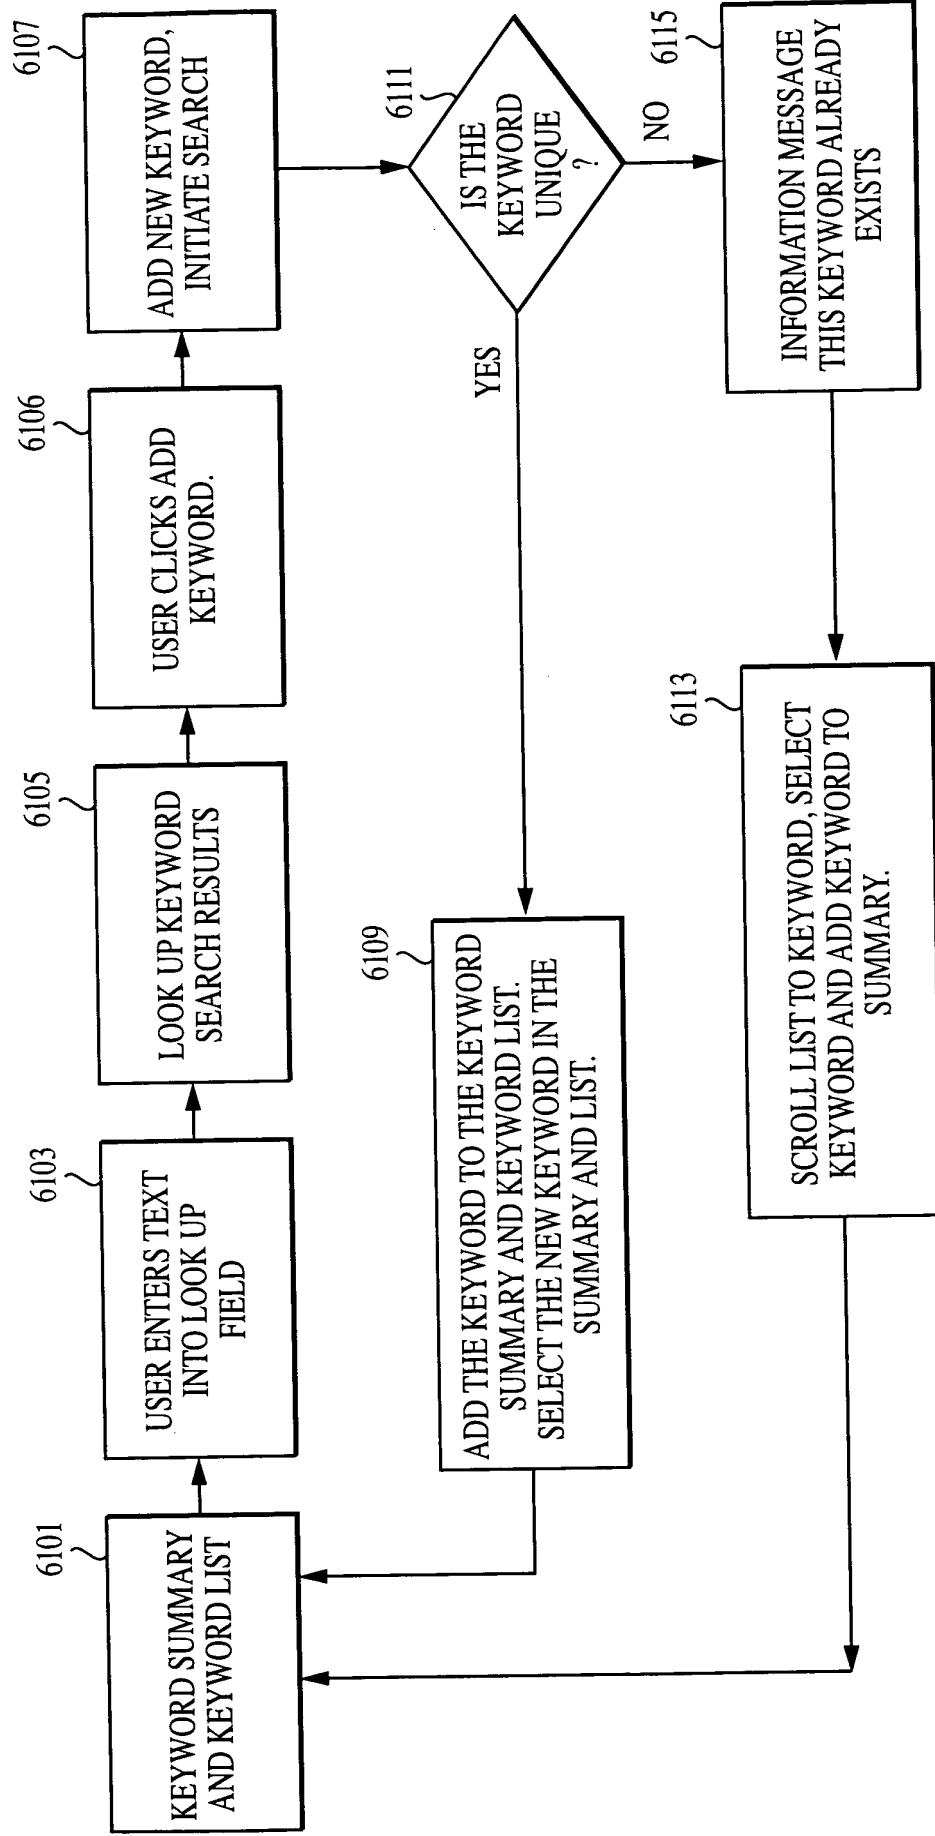 6101
KEYWORD SUMMARY
AND KEYWORD LIST
6103
USER ENTERS TEXT
INTO LOOK UP
FIELD
6105
LOOK UP KEYWORD
SEARCH RESULTS
6106
USER CLICKS ADD
KEYWORD.
6107
ADD NEW KEYWORD,
INITIATE SEARCH
6111
IS THE
KEYWORD
UNIQUE
?
YES
NO
6109
ADD THE KEYWORD TO THE KEYWORD
SUMMARY AND KEYWORD LIST.
SELECT THE NEW KEYWORD IN THE
SUMMARY AND LIST.
6115
INFORMATION MESSAGE
THIS KEYWORD ALREADY
EXISTS
6113
SCROLL LIST TO KEYWORD, SELECT
KEYWORD AND ADD KEYWORD TO
SUMMARY.